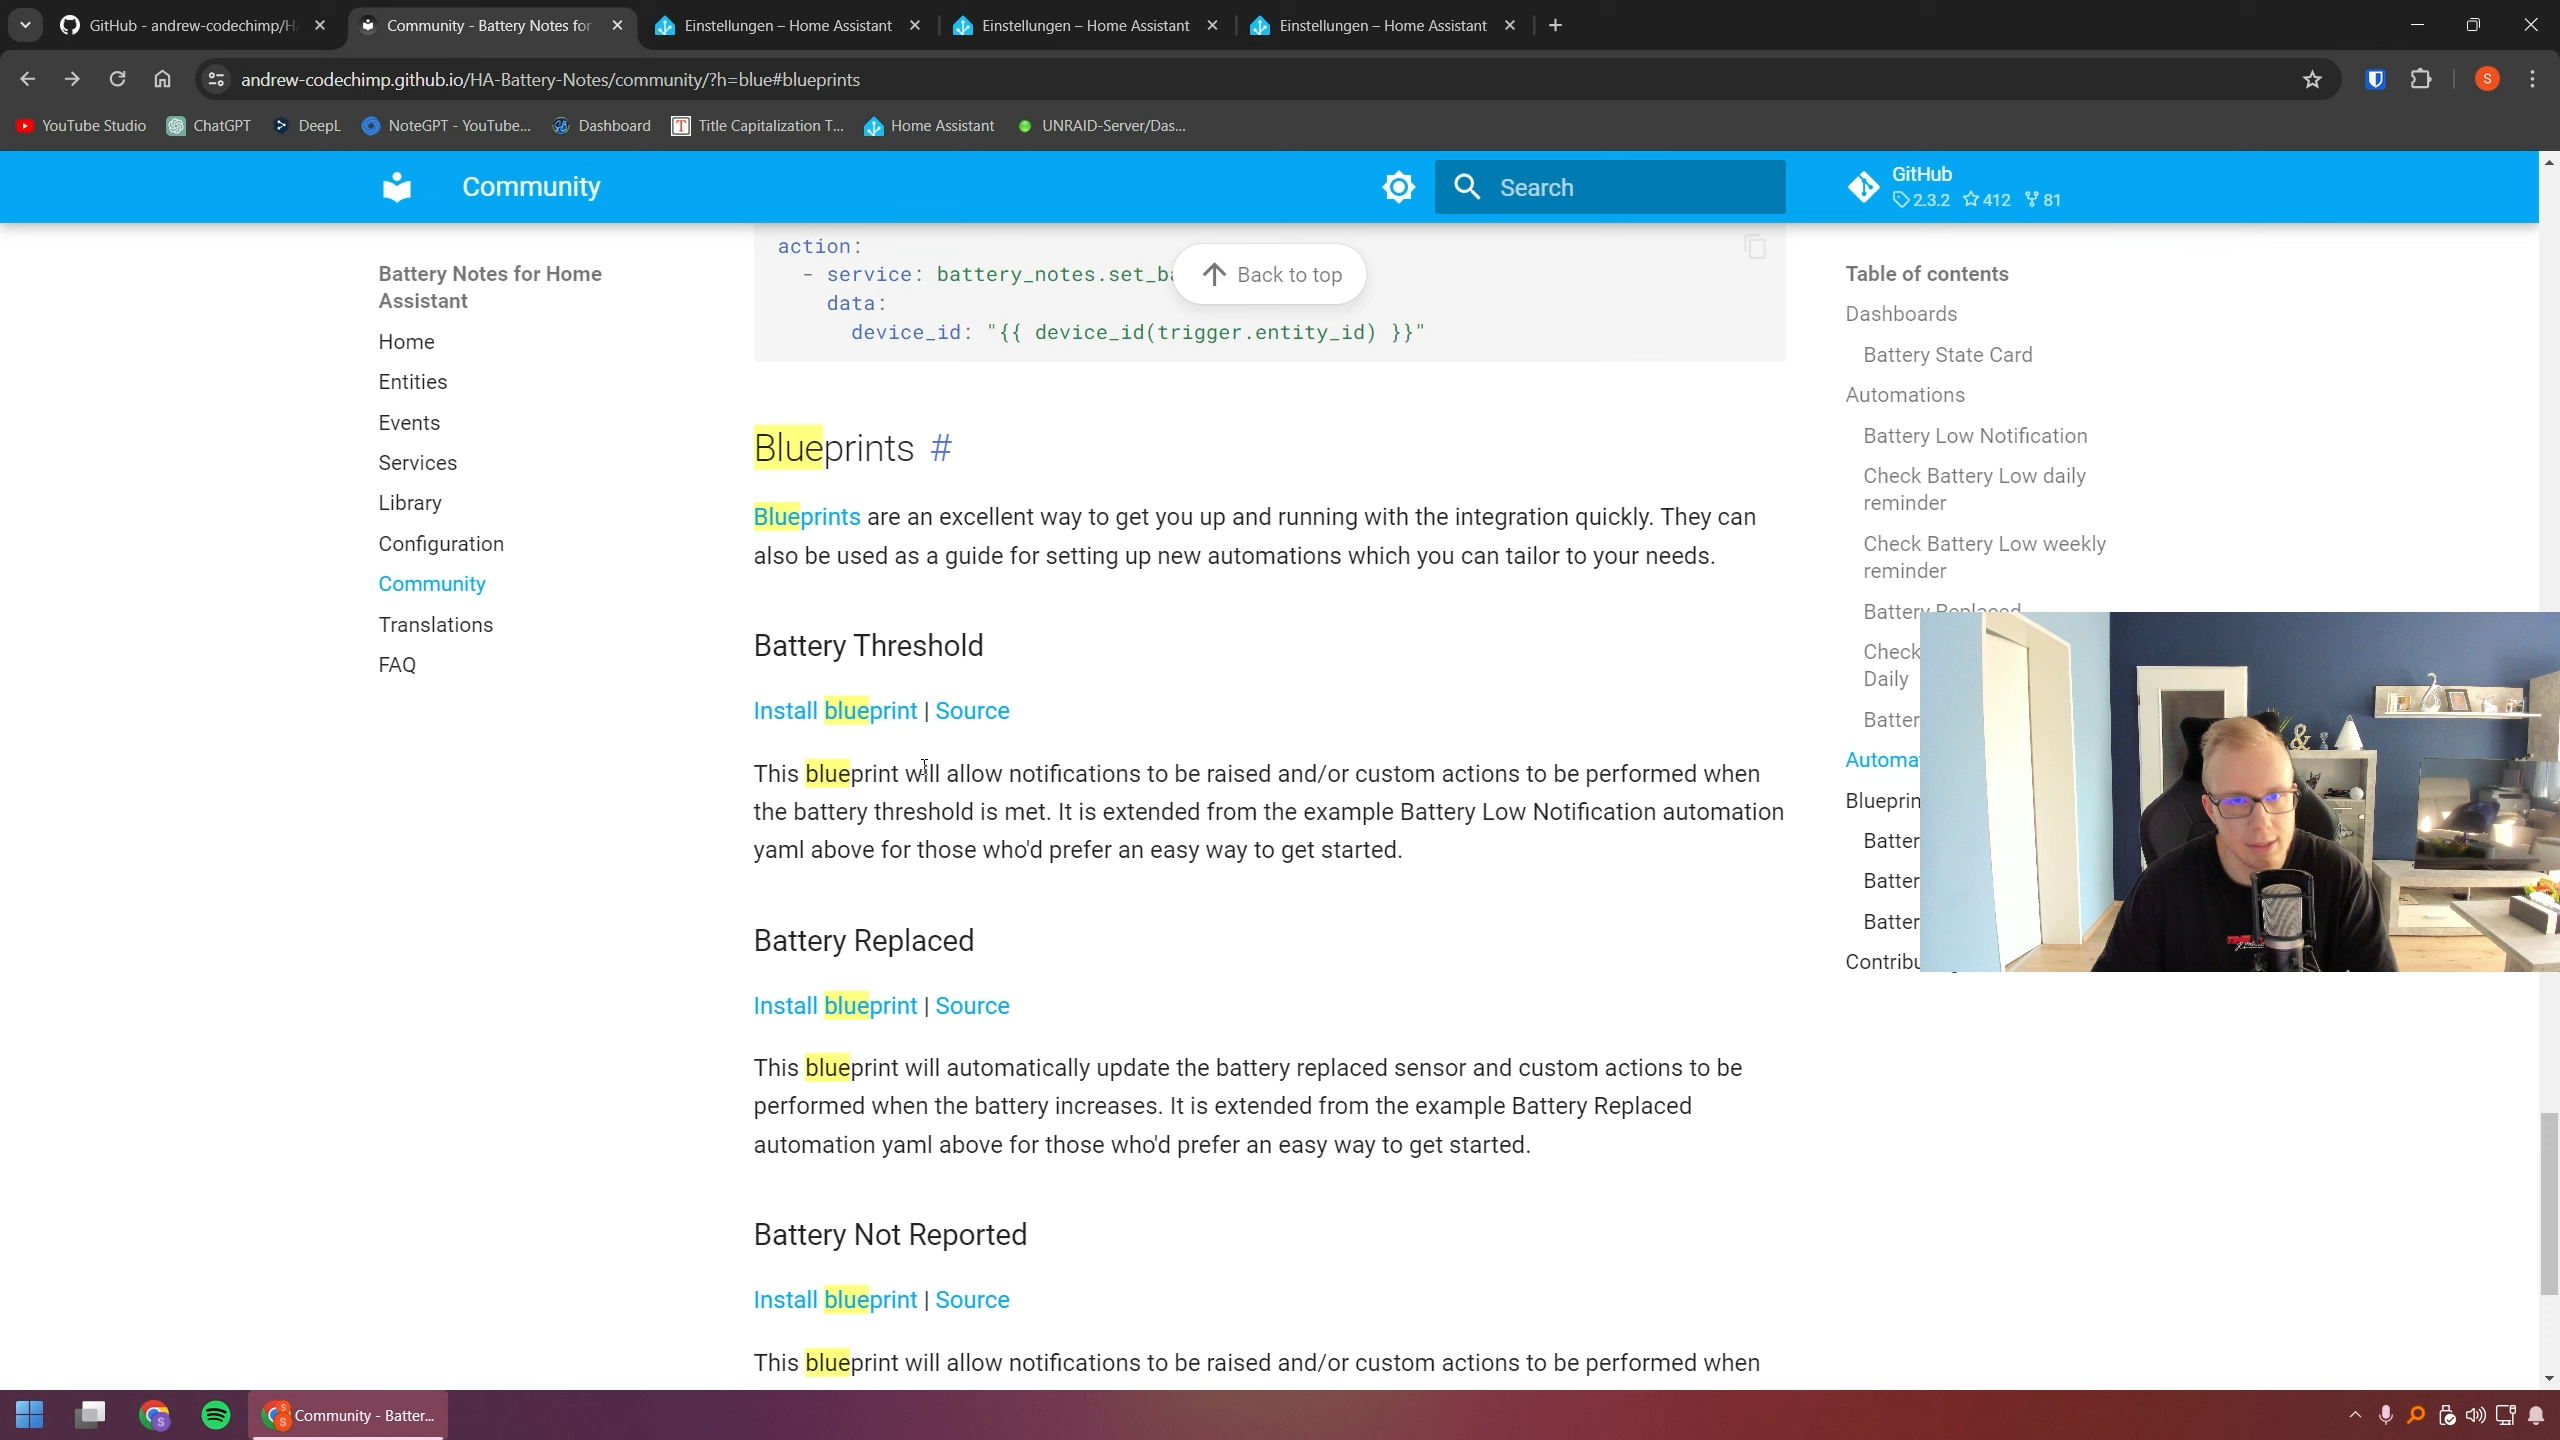 GitHub - andrew-codechimp/H
Community - Battery Notes for
Einstellungen – Home Assistant
Einstellungen – Home Assistant
Einstellungen – Home Assistant
andrew-codechimp.github.io/HA-Battery-Notes/community/?h=blue#blueprints
S
YouTube Studio
ChatGPT
DeepL
NoteGPT - YouTube...
Dashboard
Title Capitalization T...
Home Assistant
UNRAID-Server/Das...
Community
Search
GitHub
2.3.2 412 81
Battery Notes for Home
Assistant
Home
Entities
Events
Services
Library
Configuration
Community
Translations
FAQ
action:
- service: battery_notes.set_ba
data:
device_id: "{{ device_id(trigger.entity_id) }}"
Back to top
Blueprints #
Blueprints are an excellent way to get you up and running with the integration quickly. They can
also be used as a guide for setting up new automations which you can tailor to your needs.
Battery Threshold
Install blueprint | Source
This blueprint will allow notifications to be raised and/or custom actions to be performed when
the battery threshold is met. It is extended from the example Battery Low Notification automation
yaml above for those who'd prefer an easy way to get started.
Battery Replaced
Install blueprint | Source
This blueprint will automatically update the battery replaced sensor and custom actions to be
performed when the battery increases. It is extended from the example Battery Replaced
automation yaml above for those who'd prefer an easy way to get started.
Battery Not Reported
Install blueprint | Source
This blueprint will allow notifications to be raised and/or custom actions to be performed when
Table of contents
Dashboards
Battery State Card
Automations
Battery Low Notification
Check Battery Low daily
reminder
Check Battery Low weekly
reminder
Battery Replaced
Check
Daily
Batter
Automa
Blueprin
Batter
Batter
Batter
Contribu
Community - Batter...